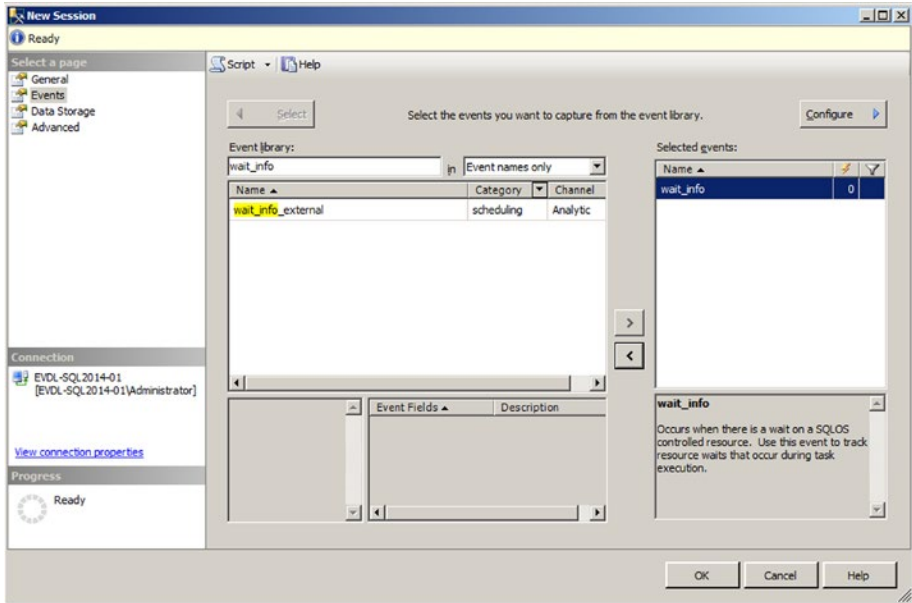 New Session
Ready
Select a page
General
Events
Data Storage
Advanced
Script
Help
Select
Select the events you want to capture from the event library.
Configure
Event library:
wait_info
in
Event names only
Name
Category
Channel
wait_info_external
scheduling
Analytic
Selected events:
Name
wait_info
0
Connection
EVDL-SQL2014-01
[EVDL-SQL2014-01\Administrator]
View connection properties
Progress
Ready
Event Fields
Description
wait_info
Occurs when there is a wait on a SQLOS
controlled resource. Use this event to track
resource waits that occur during task
execution.
OK
Cancel
Help